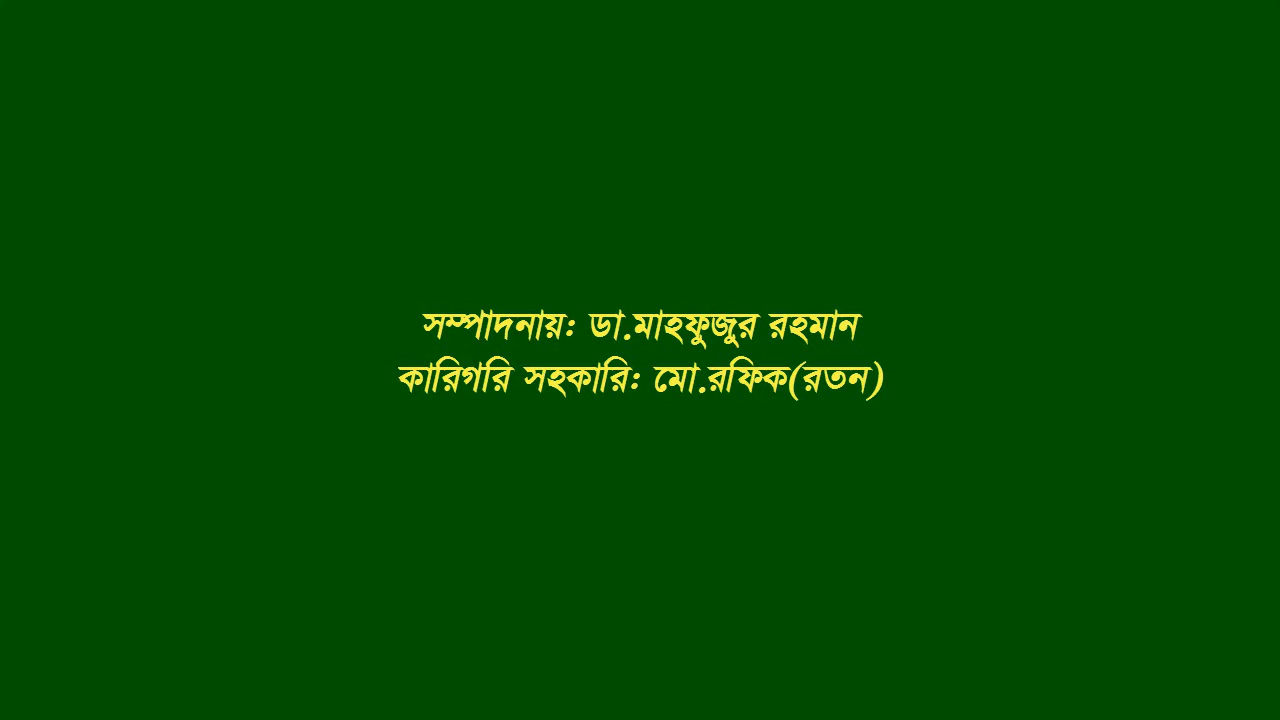 সম্পাদনায়: ডা.মাহফুজুর রহমান
কারিগরি সহকারি: মো.রফিক(রতন)